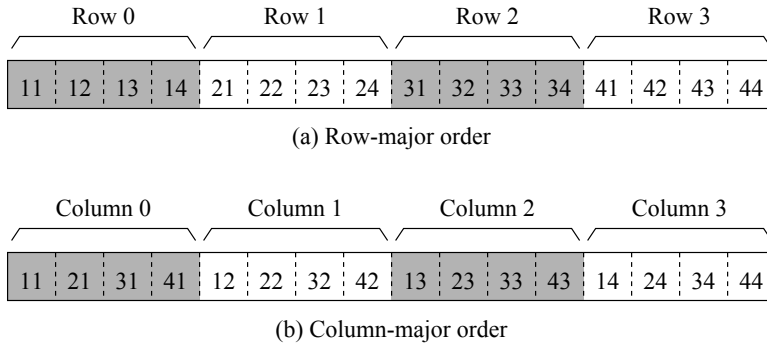 Row 0 Row 1 Row 2 Row 3
11 12 13 14 21 22 23 24 31 32 33 34 41 42 43 44
(a) Row-major order
Column 0 Column 1 Column 2 Column 3
11 21 31 41 12 22 32 42 13 23 33 43 14 24 34 44
(b) Column-major order